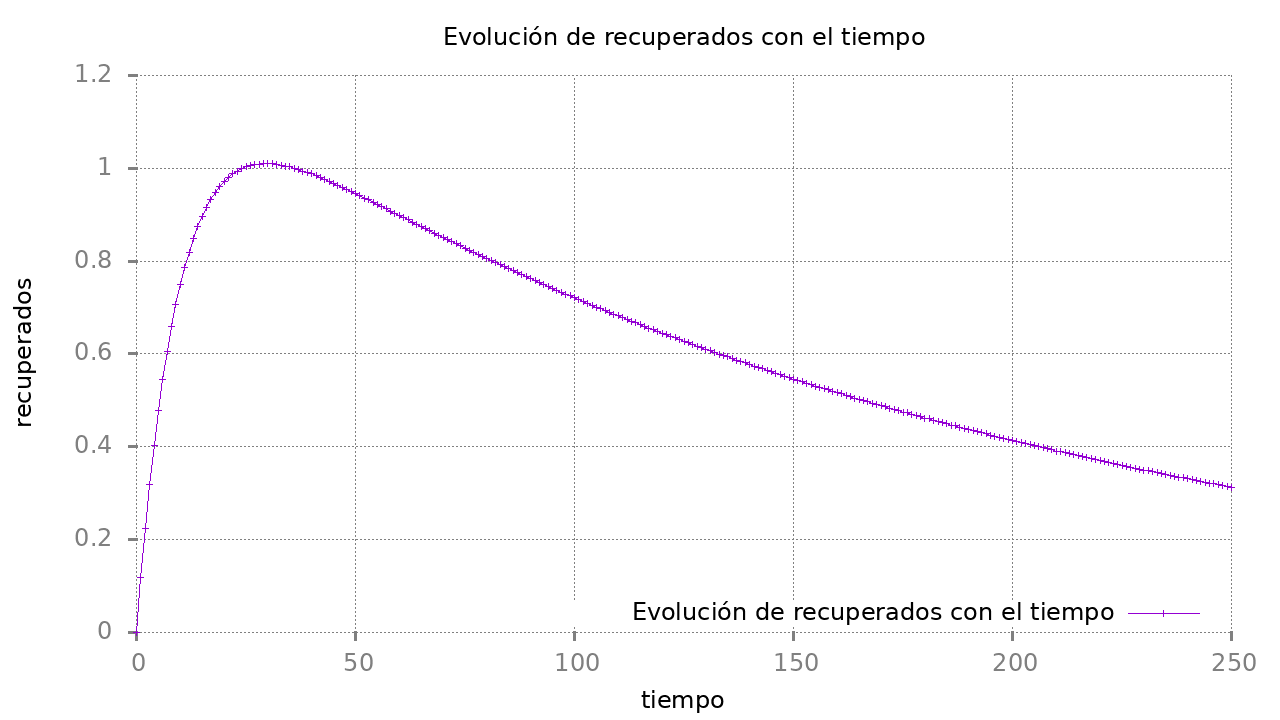 Evolución de recuperados con el tiempo
1.2
1
0.8
0.6
0.4
0.2
0
recuperados
Evolución de recuperados con el tiempo
0 50 100 150 200 250
tiempo